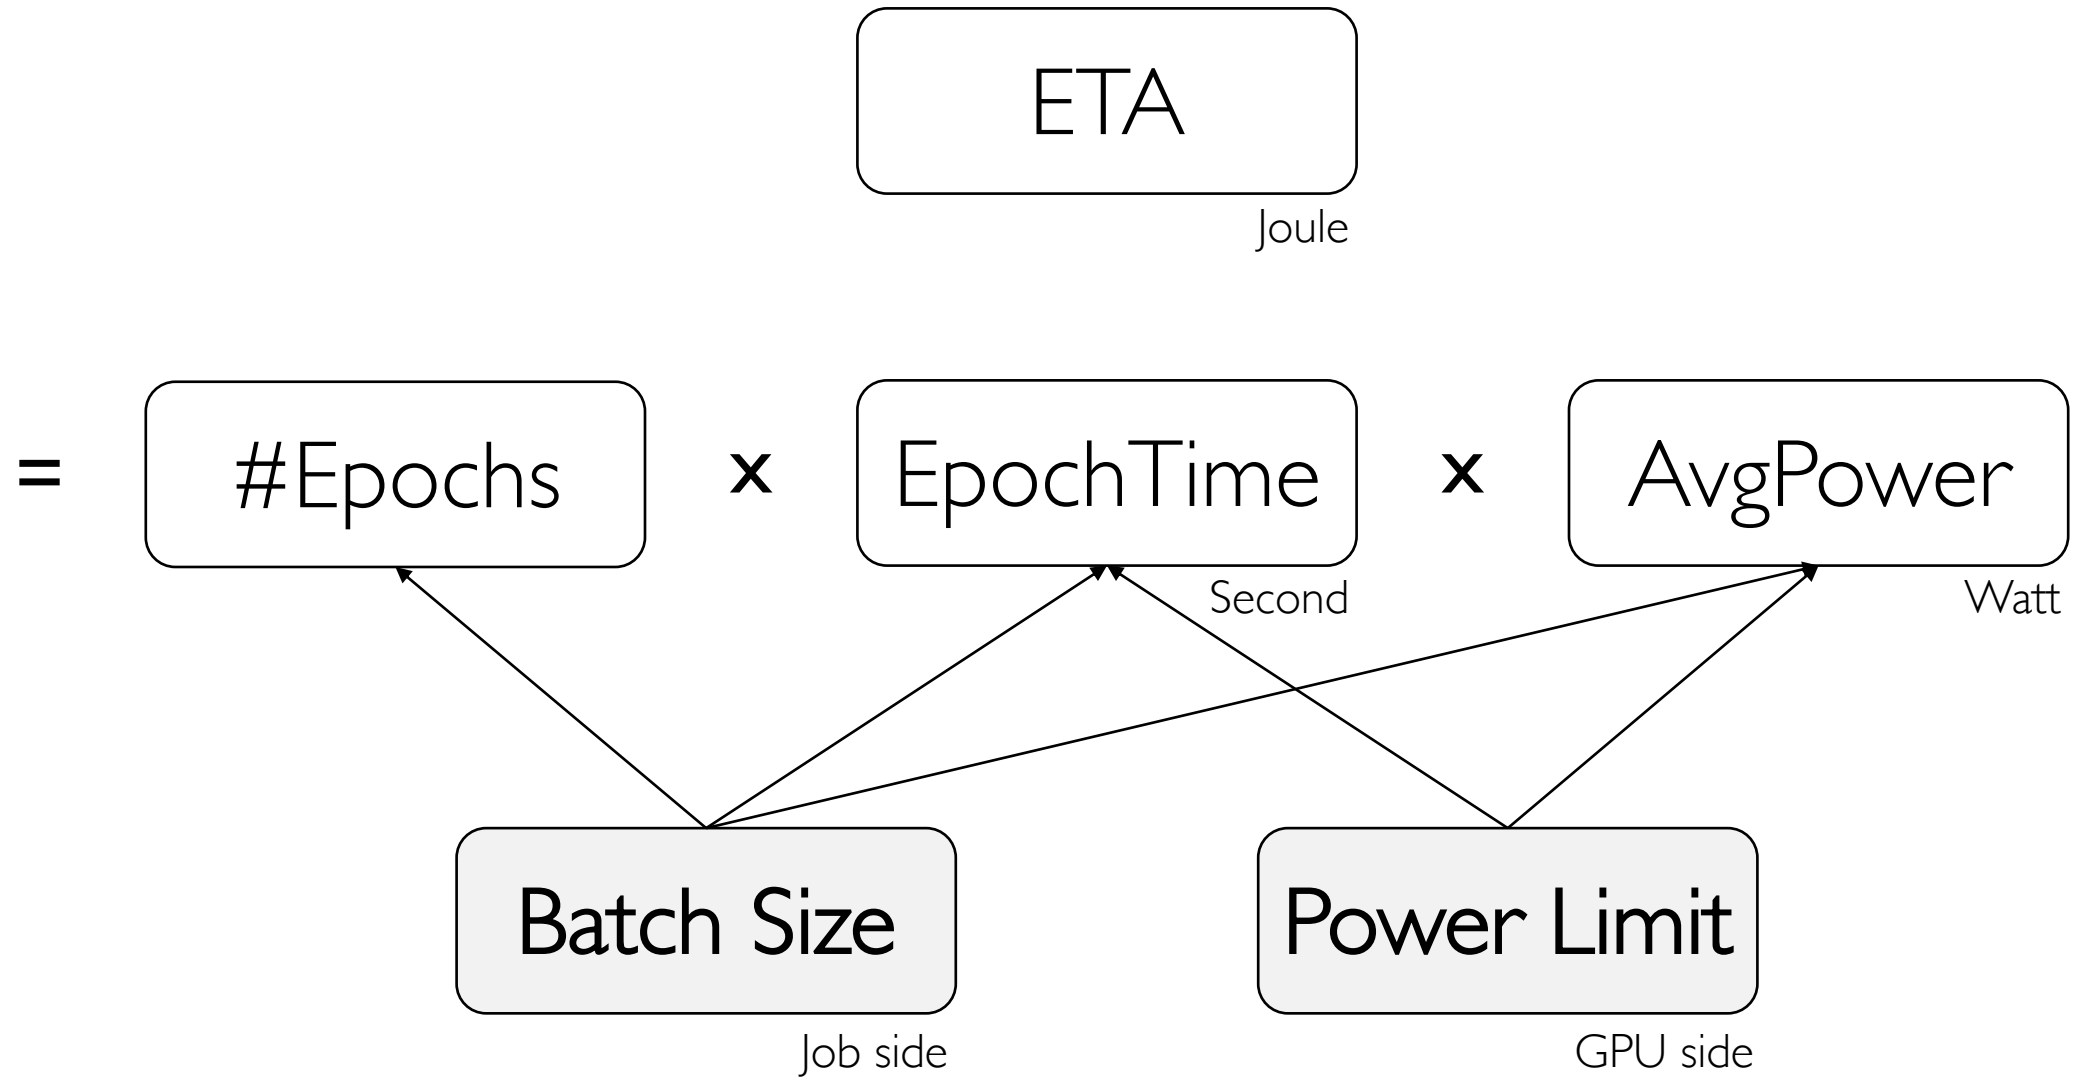 ETA
Joule
= #Epochs x EpochTime x AvgPower
Second
Watt
Batch Size
Power Limit
Job side
GPU side